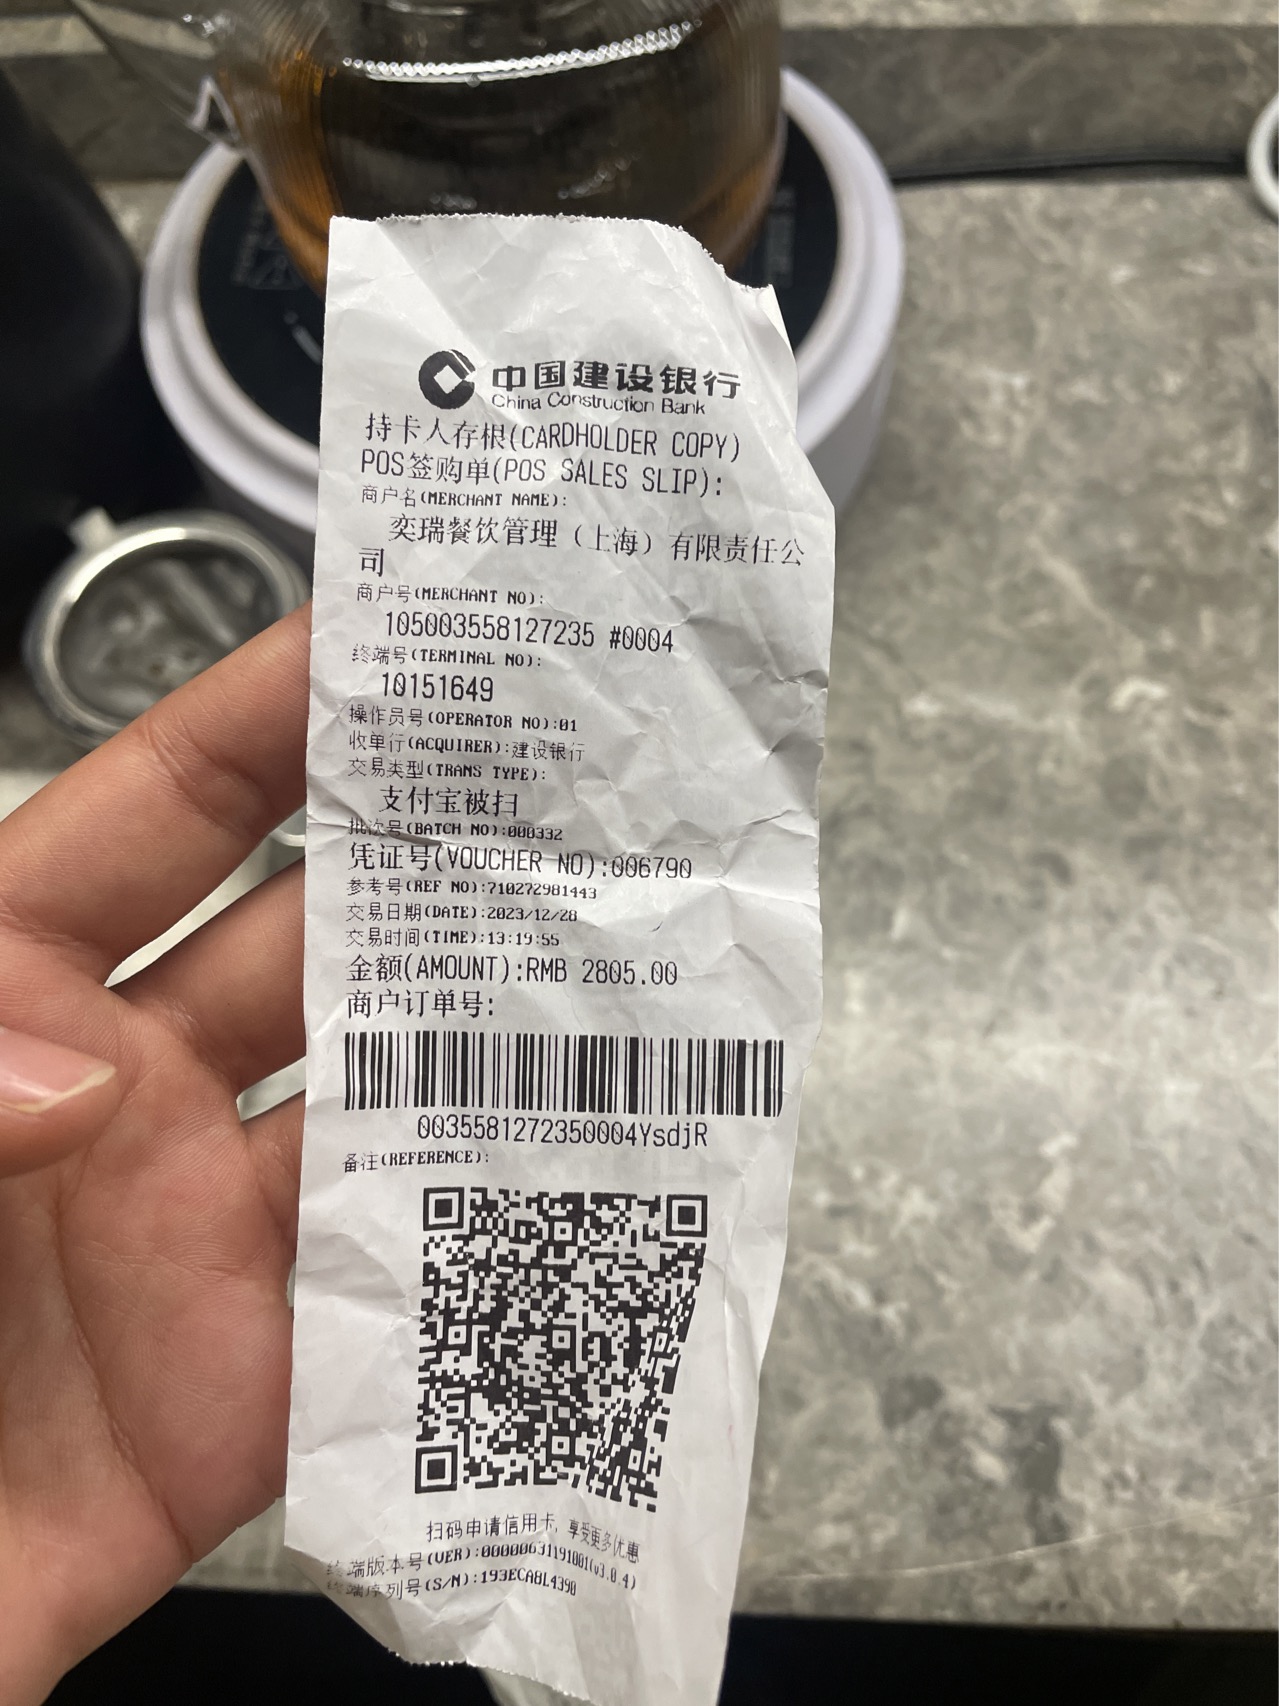 中国建设银行
China Construction Bank
持卡人存根(CARDHOLDER COPY)
POS签购单(POS SALES SLIP):
商户名(MERCHANT NAME):
奕瑞餐饮管理（上海）有限责任公
司
商户号(MERCHANT NO):
105003558127235 #0004
终端号(TERMINAL NO):
10151649
操作员号(OPERATOR NO):01
收单行(ACQUIRER):建设银行
交易类型(TRANS TYPE):
支付宝被扫
批次号(BATCH NO):000332
凭证号(VOUCHER NO):006790
参考号(REF NO):710272981443
交易日期(DATE):2023/12/28
交易时间(TIME):13:19:55
金额(AMOUNT):RMB 2805.00
商户订单号:
0035581272350004YsdjR
备注(REFERENCE):
扫码申请信用卡，享受更多优惠
终端版本号(VER):00000631191001(v3.0.4)
终端序列号(S/N):193ECA8L4390